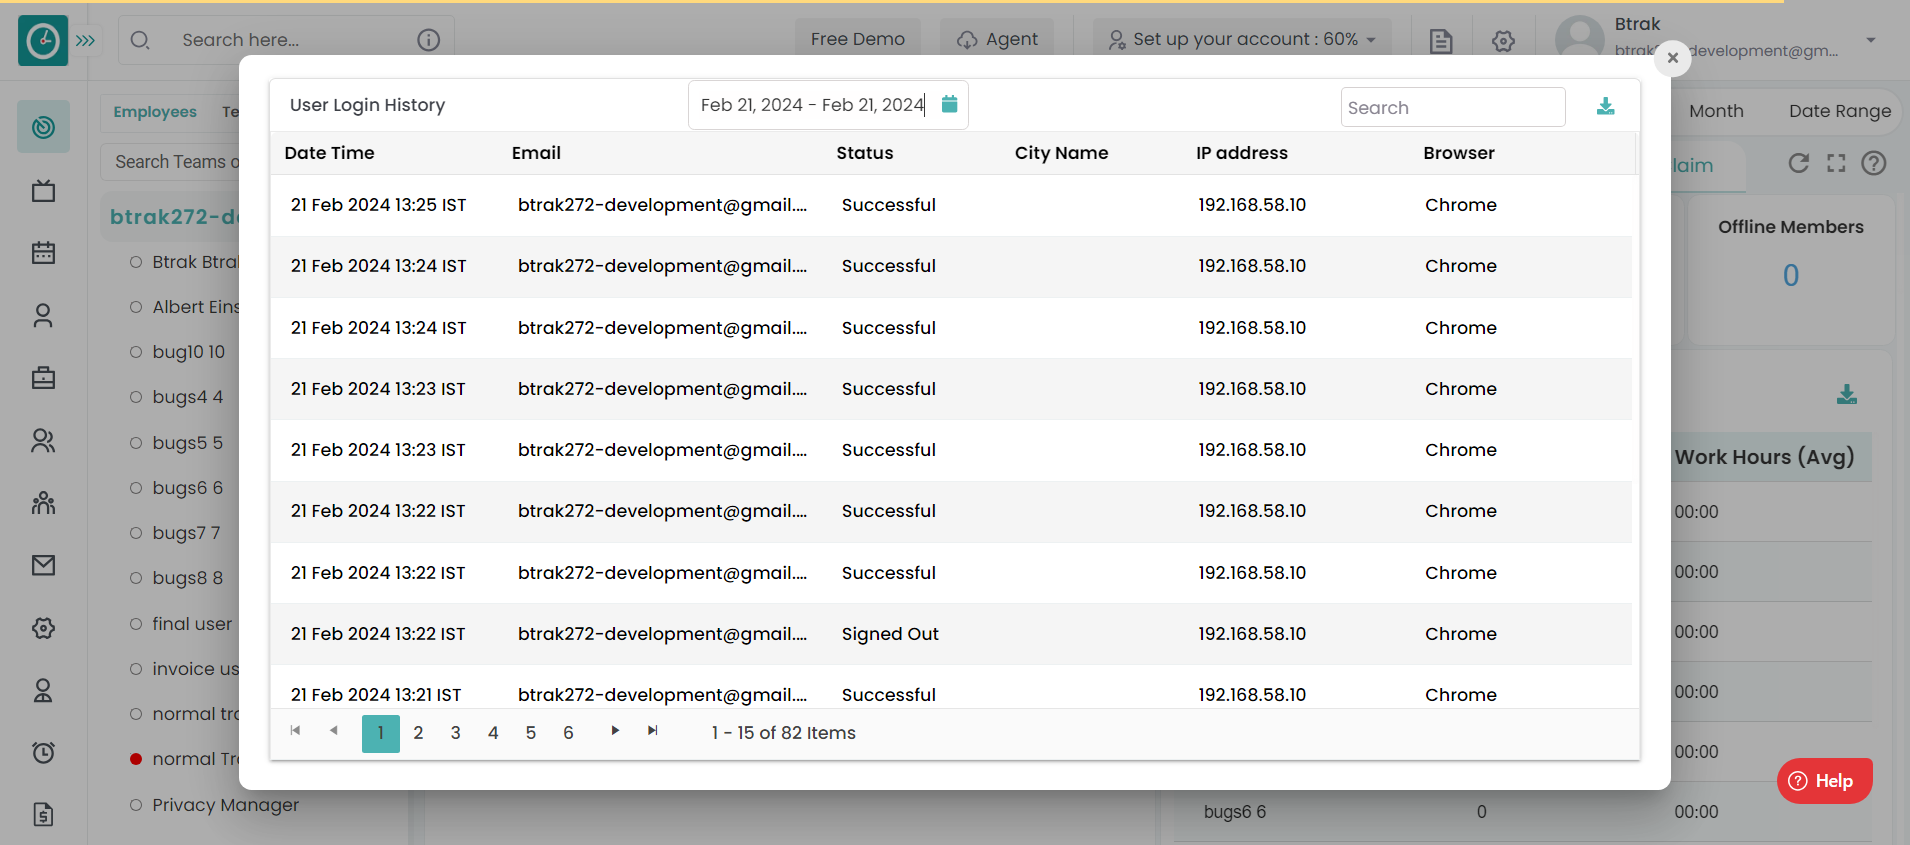 Search here...
Free Demo
Agent
Set up your account : 60%
Btrak
btrak development@gm...
Employees
Te
Month
Date Range
Search Teams o
laim
btrak272-d
Offline Members
0
Btrak Btra
Albert Eins
bug10 10
bugs4 4
bugs5 5
bugs6 6
bugs7 7
bugs8 8
final user
invoice us
normal tra
normal Tr
Privacy Manager
User Login History
Feb 21, 2024 - Feb 21, 2024
Search
Date Time Email Status City Name IP address Browser
21 Feb 2024 13:25 IST btrak272-development@gmail.... Successful 192.168.58.10 Chrome
21 Feb 2024 13:24 IST btrak272-development@gmail.... Successful 192.168.58.10 Chrome
21 Feb 2024 13:24 IST btrak272-development@gmail.... Successful 192.168.58.10 Chrome
21 Feb 2024 13:23 IST btrak272-development@gmail.... Successful 192.168.58.10 Chrome
21 Feb 2024 13:23 IST btrak272-development@gmail.... Successful 192.168.58.10 Chrome
21 Feb 2024 13:22 IST btrak272-development@gmail.... Successful 192.168.58.10 Chrome
21 Feb 2024 13:22 IST btrak272-development@gmail.... Successful 192.168.58.10 Chrome
21 Feb 2024 13:22 IST btrak272-development@gmail.... Signed Out 192.168.58.10 Chrome
21 Feb 2024 13:21 IST btrak272-development@gmail.... Successful 192.168.58.10 Chrome
1 2 3 4 5 6 1 - 15 of 82 Items
Work Hours (Avg)
00:00
00:00
00:00
00:00
00:00
bugs6 6 0 00:00
Help